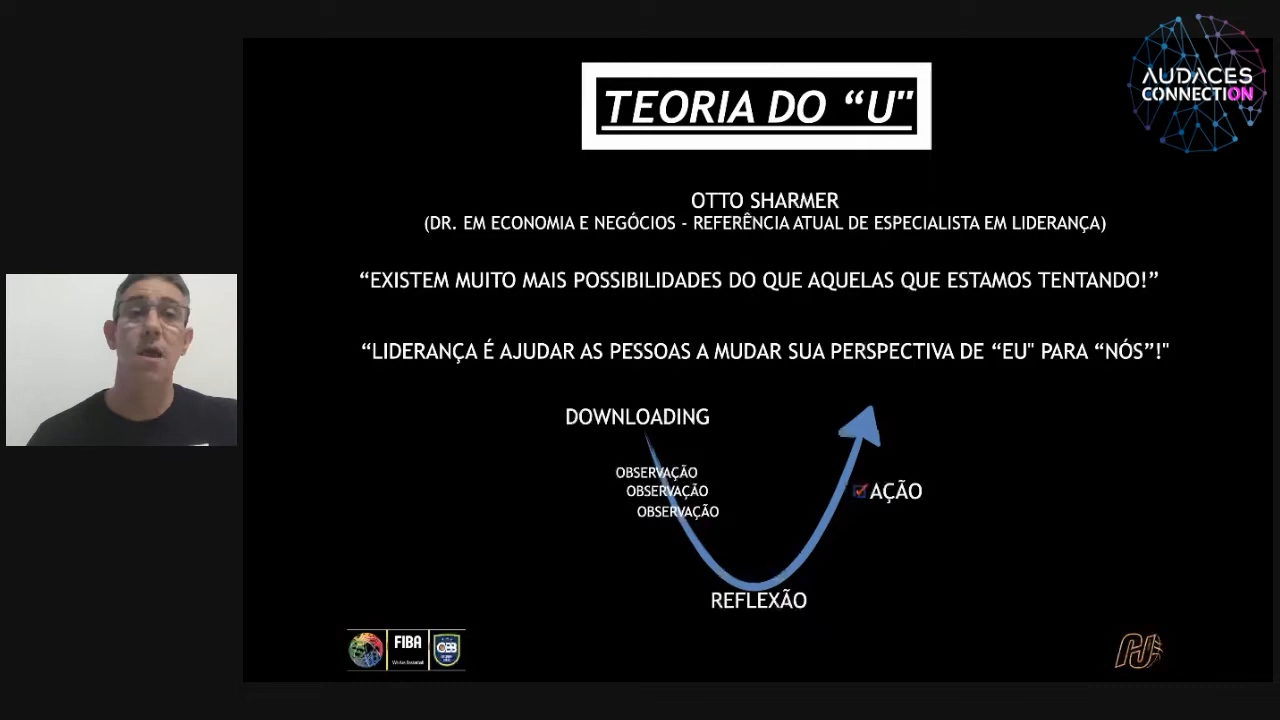 AUDACES
CONNECTION
TEORIA DO “U"
OTTO SHARMER
(DR. EM ECONOMIA E NEGÓCIOS - REFERÊNCIA ATUAL DE ESPECIALISTA EM LIDERANÇA)
“EXISTEM MUITO MAIS POSSIBILIDADES DO QUE AQUELAS QUE ESTAMOS TENTANDO!”
“LIDERANÇA É AJUDAR AS PESSOAS A MUDAR SUA PERSPECTIVA DE “EU" PARA “NÓS”!"
DOWNLOADING
OBSERVAÇÃO
OBSERVAÇÃO
OBSERVAÇÃO
AÇÃO
REFLEXÃO
FIBA